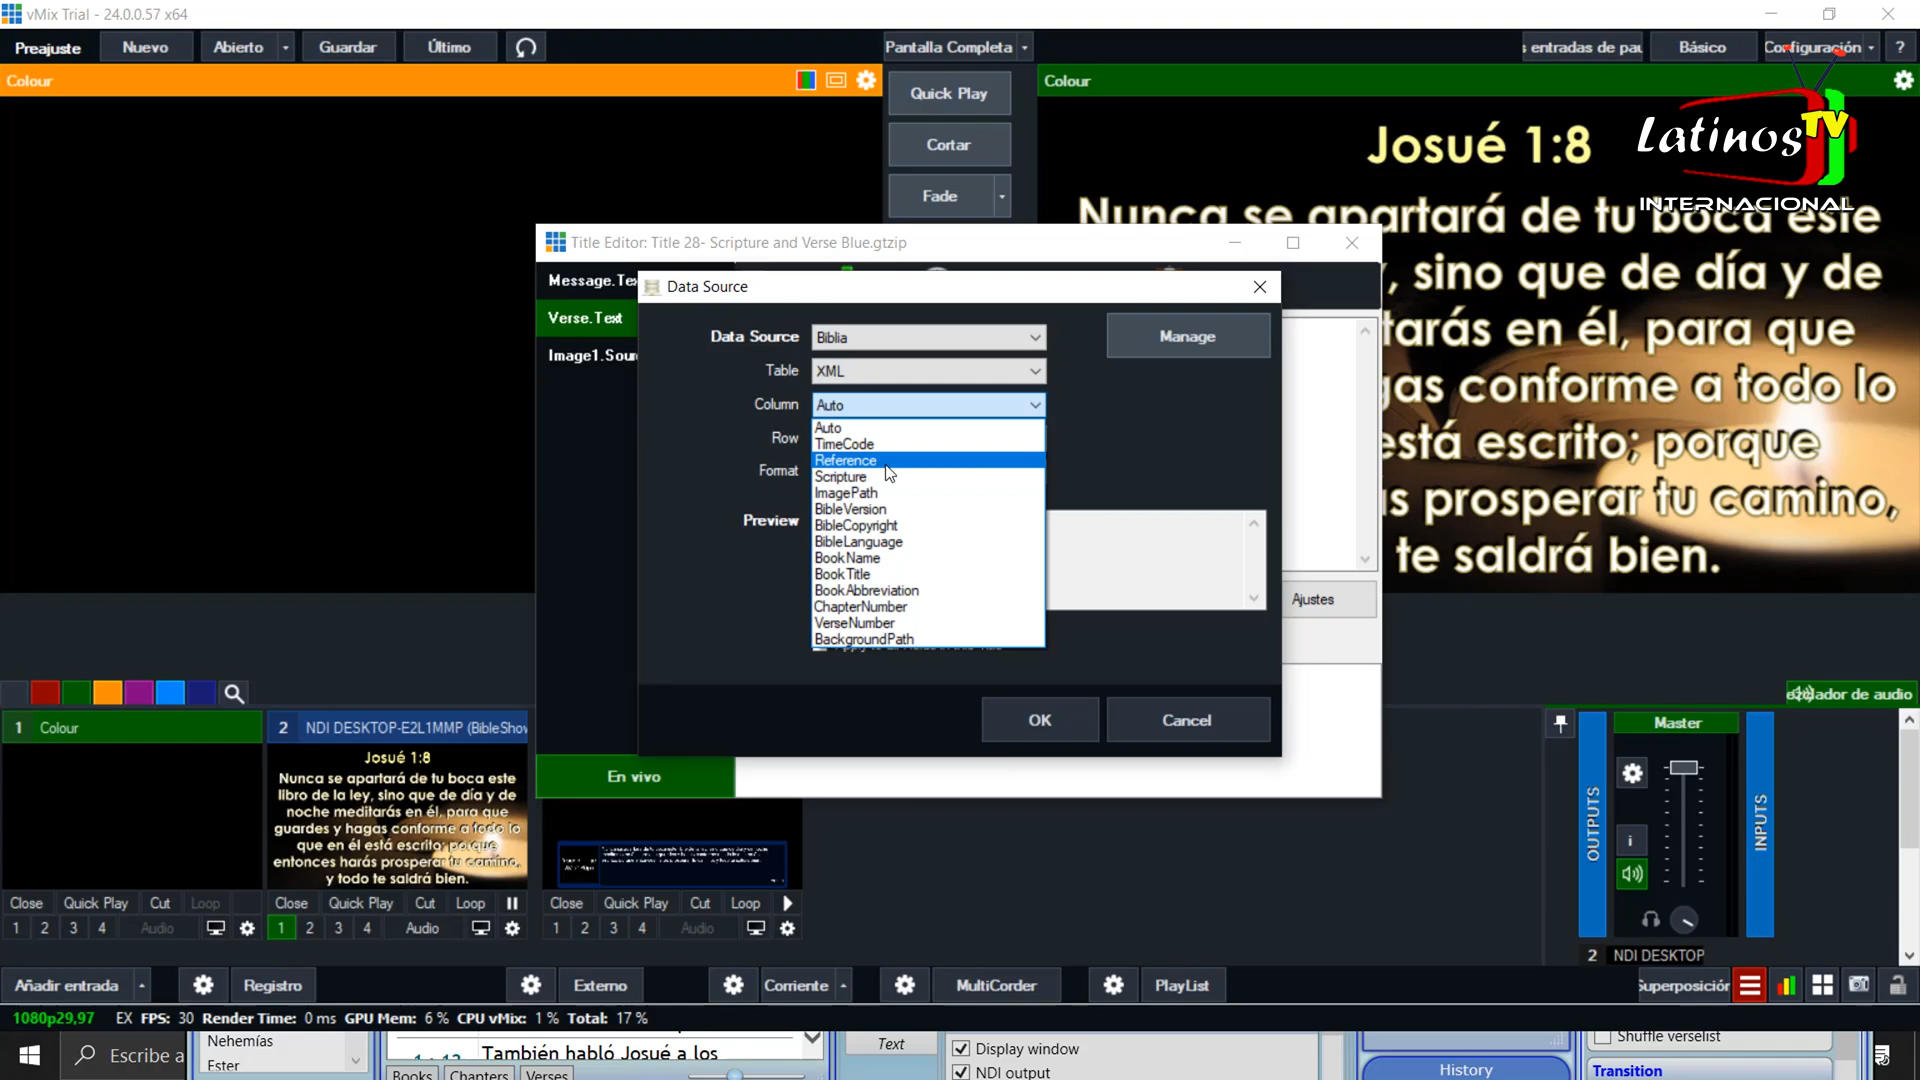 vMix Trial - 24.0.0.57 x64
Preajuste
Nuevo
Abierto
Guardar
Último
Pantalla Completa
s entradas de pau
Básico
Configuración
?
Colour
Quick Play
Cortar
Fade
Colour
Josué 1:8
Latinos TV
INTERNACIONAL
Nunca se apartará de tu boca este
, sino que de día y de
tarás en él, para que
gas conforme a todo lo
está escrito; porque
s prosperar tu camino,
te saldrá bien.
Title Editor: Title 28- Scripture and Verse Blue.gtzip
Message.Tex
Verse.Text
Image1.Sour
Data Source
Data Source
Biblia
Manage
Table
XML
Column
Auto
Row
Format
Preview
Auto
TimeCode
Reference
Scripture
ImagePath
BibleVersion
BibleCopyright
BibleLanguage
BookName
BookTitle
BookAbbreviation
ChapterNumber
VerseNumber
BackgroundPath
Ajustes
OK
Cancel
En vivo
1 Colour
2 NDI DESKTOP-E2L1MMP (BibleShow
Josué 1:8
Nunca se apartará de tu boca este
libro de la ley, sino que de día y de
noche meditarás en él, para que
guardes y hagas conforme a todo lo
que en él está escrito; porque
entonces harás prosperar tu camino,
y todo te saldrá bien.
Close Quick Play Cut Loop
1 2 3 4 Audio
Close Quick Play Cut Loop
1 2 3 4 Audio
Close Quick Play Cut Loop
1 2 3 4 Audio
ador de audio
Master
OUTPUTS
INPUTS
2 NDI DESKTOP
Añadir entrada
Registro
Externo
Corriente
MultiCorder
PlayList
Superposición
1080p29,97 EX FPS: 30 Render Time: 0 ms GPU Mem: 6 % CPU vMix: 1 % Total: 17 %
Escribe a
Nehemías
Ester
También habló Josué a los
Books Chapters Verses
Text
Display window
NDI output
History
Shuffle verselist
Transition